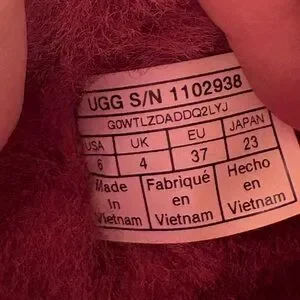 UGG S/N 1102938
G0WTLZDADDQ2LYJ
USA UK EU JAPAN
6 4 37 23
Made Fabriqué Hecho
In en en
Vietnam Vietnam Vietnam